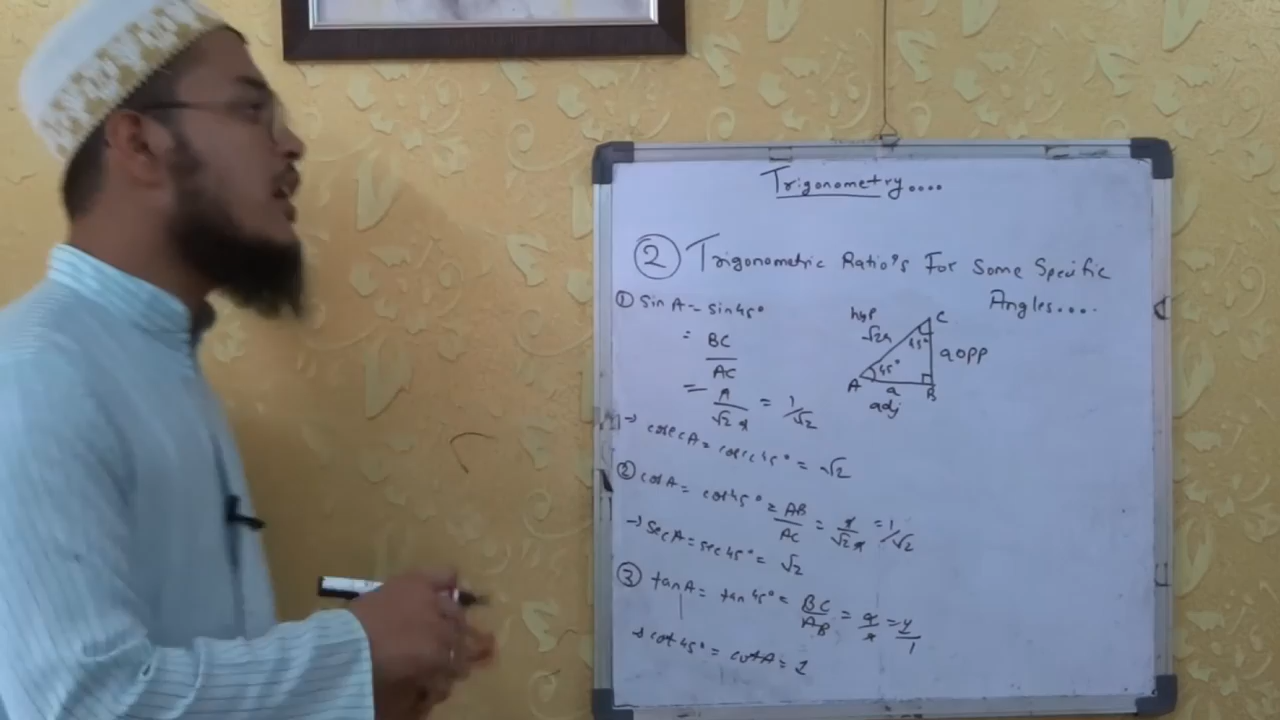 Trigonometry....
② Trigonometric Ratio's For Some Specific
Angles....
① sin A = sin 45°
= BC/AC
= a/√2a = 1/√2
→ cosec A = cosec 45° = √2
② cos A = cos 45° = AB/AC = a/√2a = 1/√2
→ Sec A = sec 45° = √2
③ tan A = tan 45° = BC/AB = a/a = 1/1
→ cot 45° = cot A = 1
hyp
√2a
C
45°
a opp
45°
A
a
B
adj